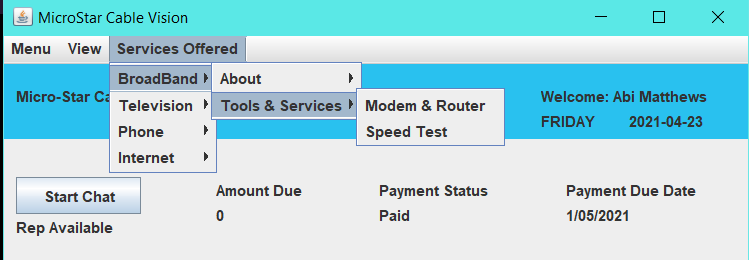 MicroStar Cable Vision
Menu View Services Offered
BroadBand About
Micro-Star Ca
Television Tools & Services Modem & Router
Phone Speed Test
Internet
Welcome: Abi Matthews
FRIDAY 2021-04-23
Start Chat
Rep Available
Amount Due Payment Status Payment Due Date
0 Paid 1/05/2021